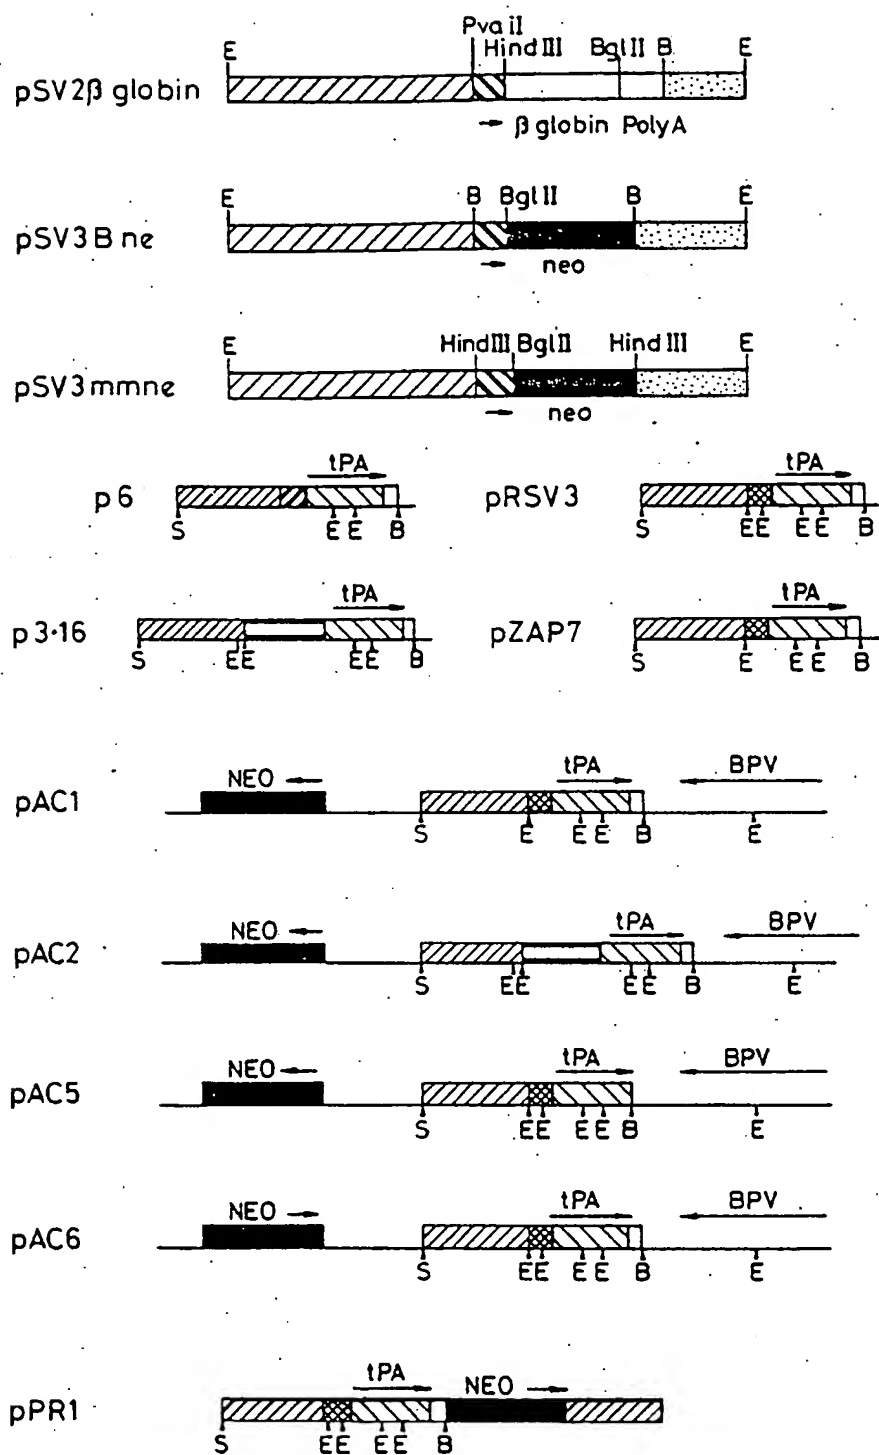 Pva II
E Hind III Bgl II B E
pSV2β globin
→ β globin PolyA
E B Bgl II B E
pSV3 B ne
→ neo
E Hind III Bgl II Hind III E
pSV3 mmne
→ neo
tPA tPA
p 6 pRSV3
S E E B S E E E E B
tPA tPA
p 3·16 pZAP7
S E E E E B S E E E B
NEO tPA BPV
pAC1
S E E E B E
NEO tPA BPV
pAC2
S E E E E B E
NEO tPA BPV
pAC5
S E E E E B E
NEO tPA BPV
pAC6
S E E E E B E
tPA NEO
pPR1
S E E E E B